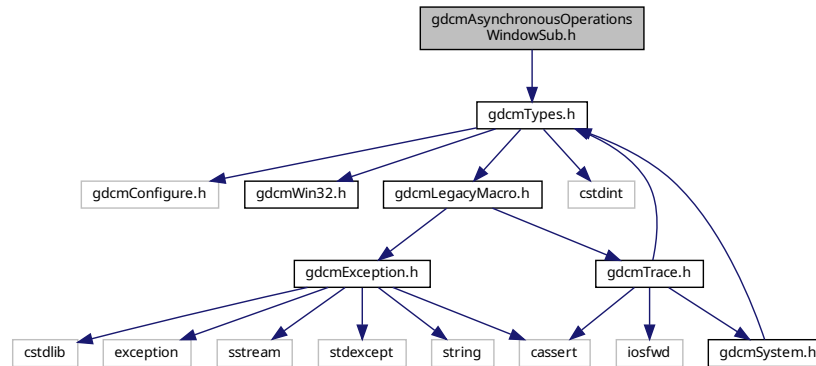 gdcmAsynchronousOperations
WindowSub.h
gdcmTypes.h
gdcmConfigure.h
gdcmWin32.h
gdcmLegacyMacro.h
cstdint
gdcmException.h
gdcmTrace.h
cstdlib
exception
sstream
stdexcept
string
cassert
iosfwd
gdcmSystem.h